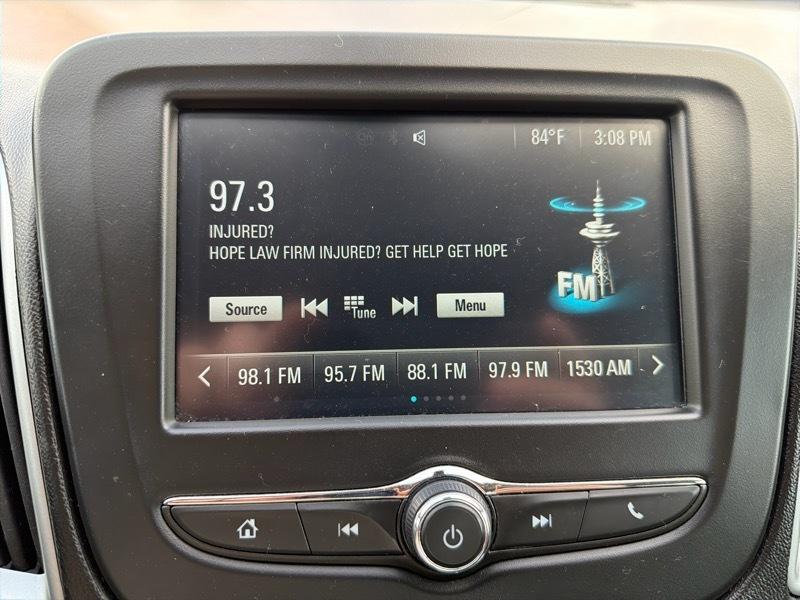 84°F 3:08 PM
97.3
INJURED?
HOPE LAW FIRM INJURED? GET HELP GET HOPE
FM
Source Tune Menu
98.1 FM 95.7 FM 88.1 FM 97.9 FM 1530 AM